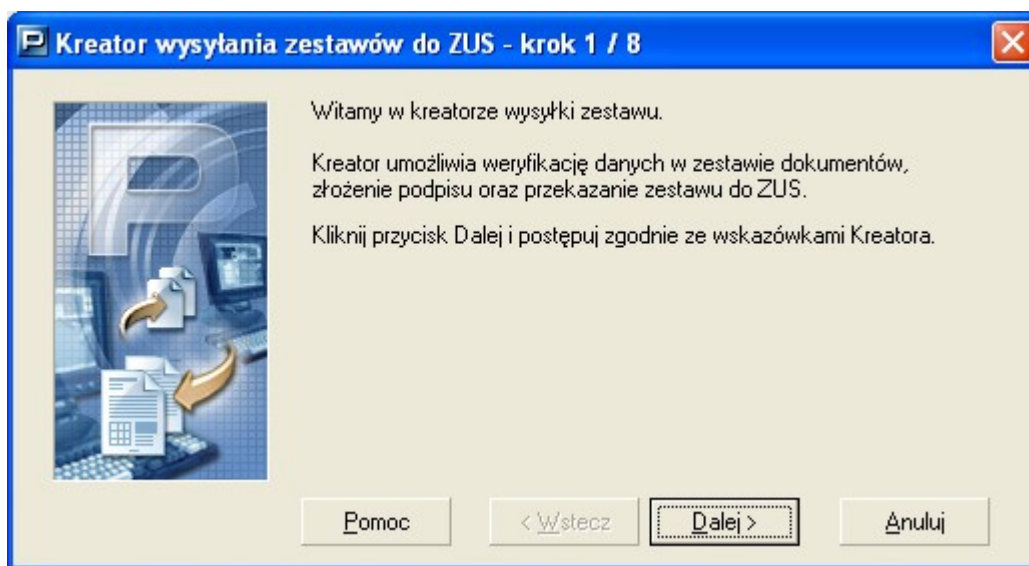 Kreator wysyłania zestawów do ZUS - krok 1 / 8
Witamy w kreatorze wysyłki zestawu.
Kreator umożliwia weryfikację danych w zestawie dokumentów,
złożenie podpisu oraz przekazanie zestawu do ZUS.
Kliknij przycisk Dalej i postępuj zgodnie ze wskazówkami Kreatora.
Pomoc < Wstecz Dalej > Anuluj